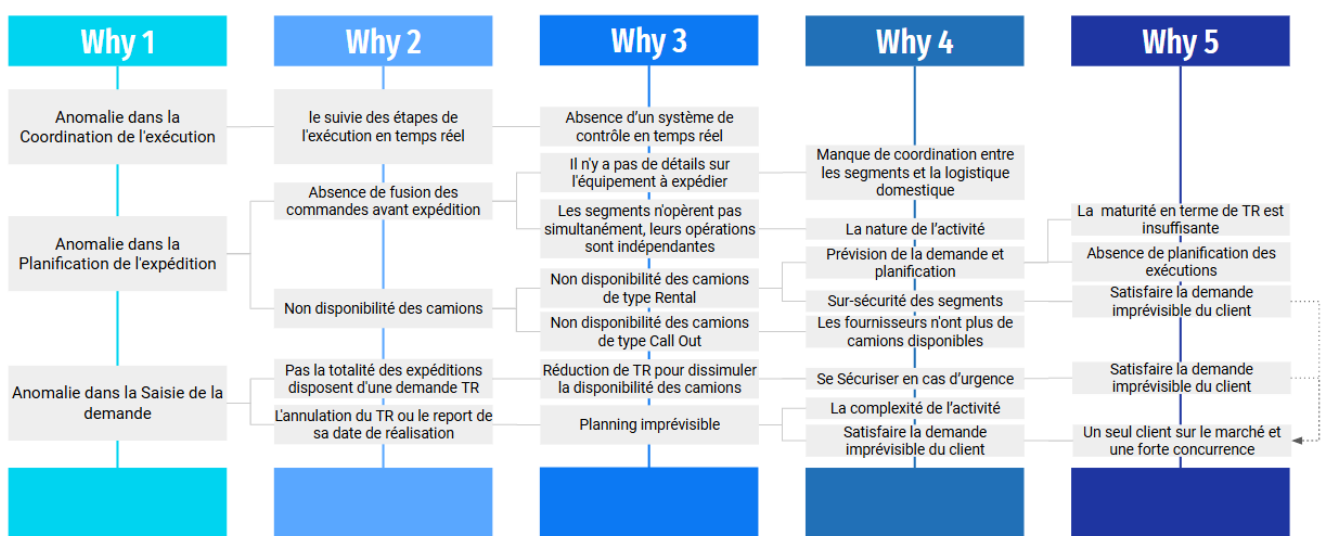 Why 1
Why 2
Why 3
Why 4
Why 5
Anomalie dans la
Coordination de l'exécution
le suivie des étapes de
l'exécution en temps réel
Absence d'un système de
contrôle en temps réel
Anomalie dans la
Planification de l'expédition
Absence de fusion des
commandes avant expédition
Il n'y a pas de détails sur
l'équipement à expédier
Manque de coordination entre
les segments et la logistique
domestique
Les segments n'opèrent pas
simultanément, leurs opérations
sont indépendantes
La nature de l'activité
Non disponibilité des camions
Non disponibilité des camions
de type Rental
Prévision de la demande et
planification
La maturité en terme de TR est
insuffisante
Absence de planification des
exécutions
Sur-sécurité des segments
Satisfaire la demande
imprévisible du client
Non disponibilité des camions
de type Call Out
Les fournisseurs n'ont plus de
camions disponibles
Anomalie dans la Saisie de la
demande
Pas la totalité des expéditions
disposent d'une demande TR
Réduction de TR pour dissimuler
la disponibilité des camions
Se Sécuriser en cas d'urgence
Satisfaire la demande
imprévisible du client
L'annulation du TR ou le report de
sa date de réalisation
Planning imprévisible
La complexité de l'activité
Satisfaire la demande
imprévisible du client
Un seul client sur le marché et
une forte concurrence